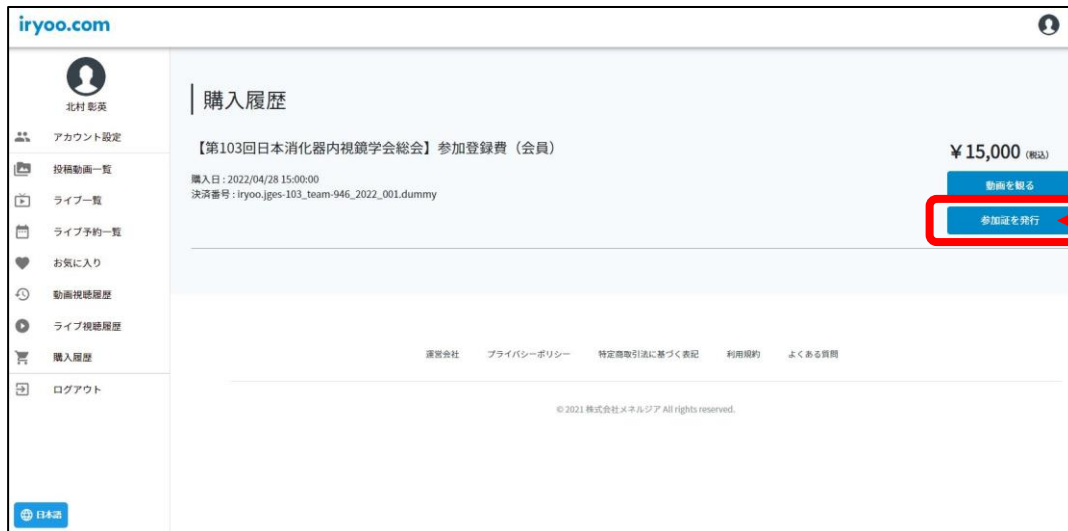 iryoo.com
北村 彰英
アカウント設定
投稿動画一覧
ライブ一覧
ライブ予約一覧
お気に入り
動画視聴履歴
ライブ視聴履歴
購入履歴
ログアウト
日本語
購入履歴
【第103回日本消化器内視鏡学会総会】参加登録費（会員）
購入日 : 2022/04/28 15:00:00
決済番号 : iryoo.jges-103_team-946_2022_001.dummy
￥15,000 (税込)
動画を観る
参加証を発行
運営会社 プライバシーポリシー 特定商取引法に基づく表記 利用規約 よくある質問
© 2021 株式会社メネルジア All rights reserved.